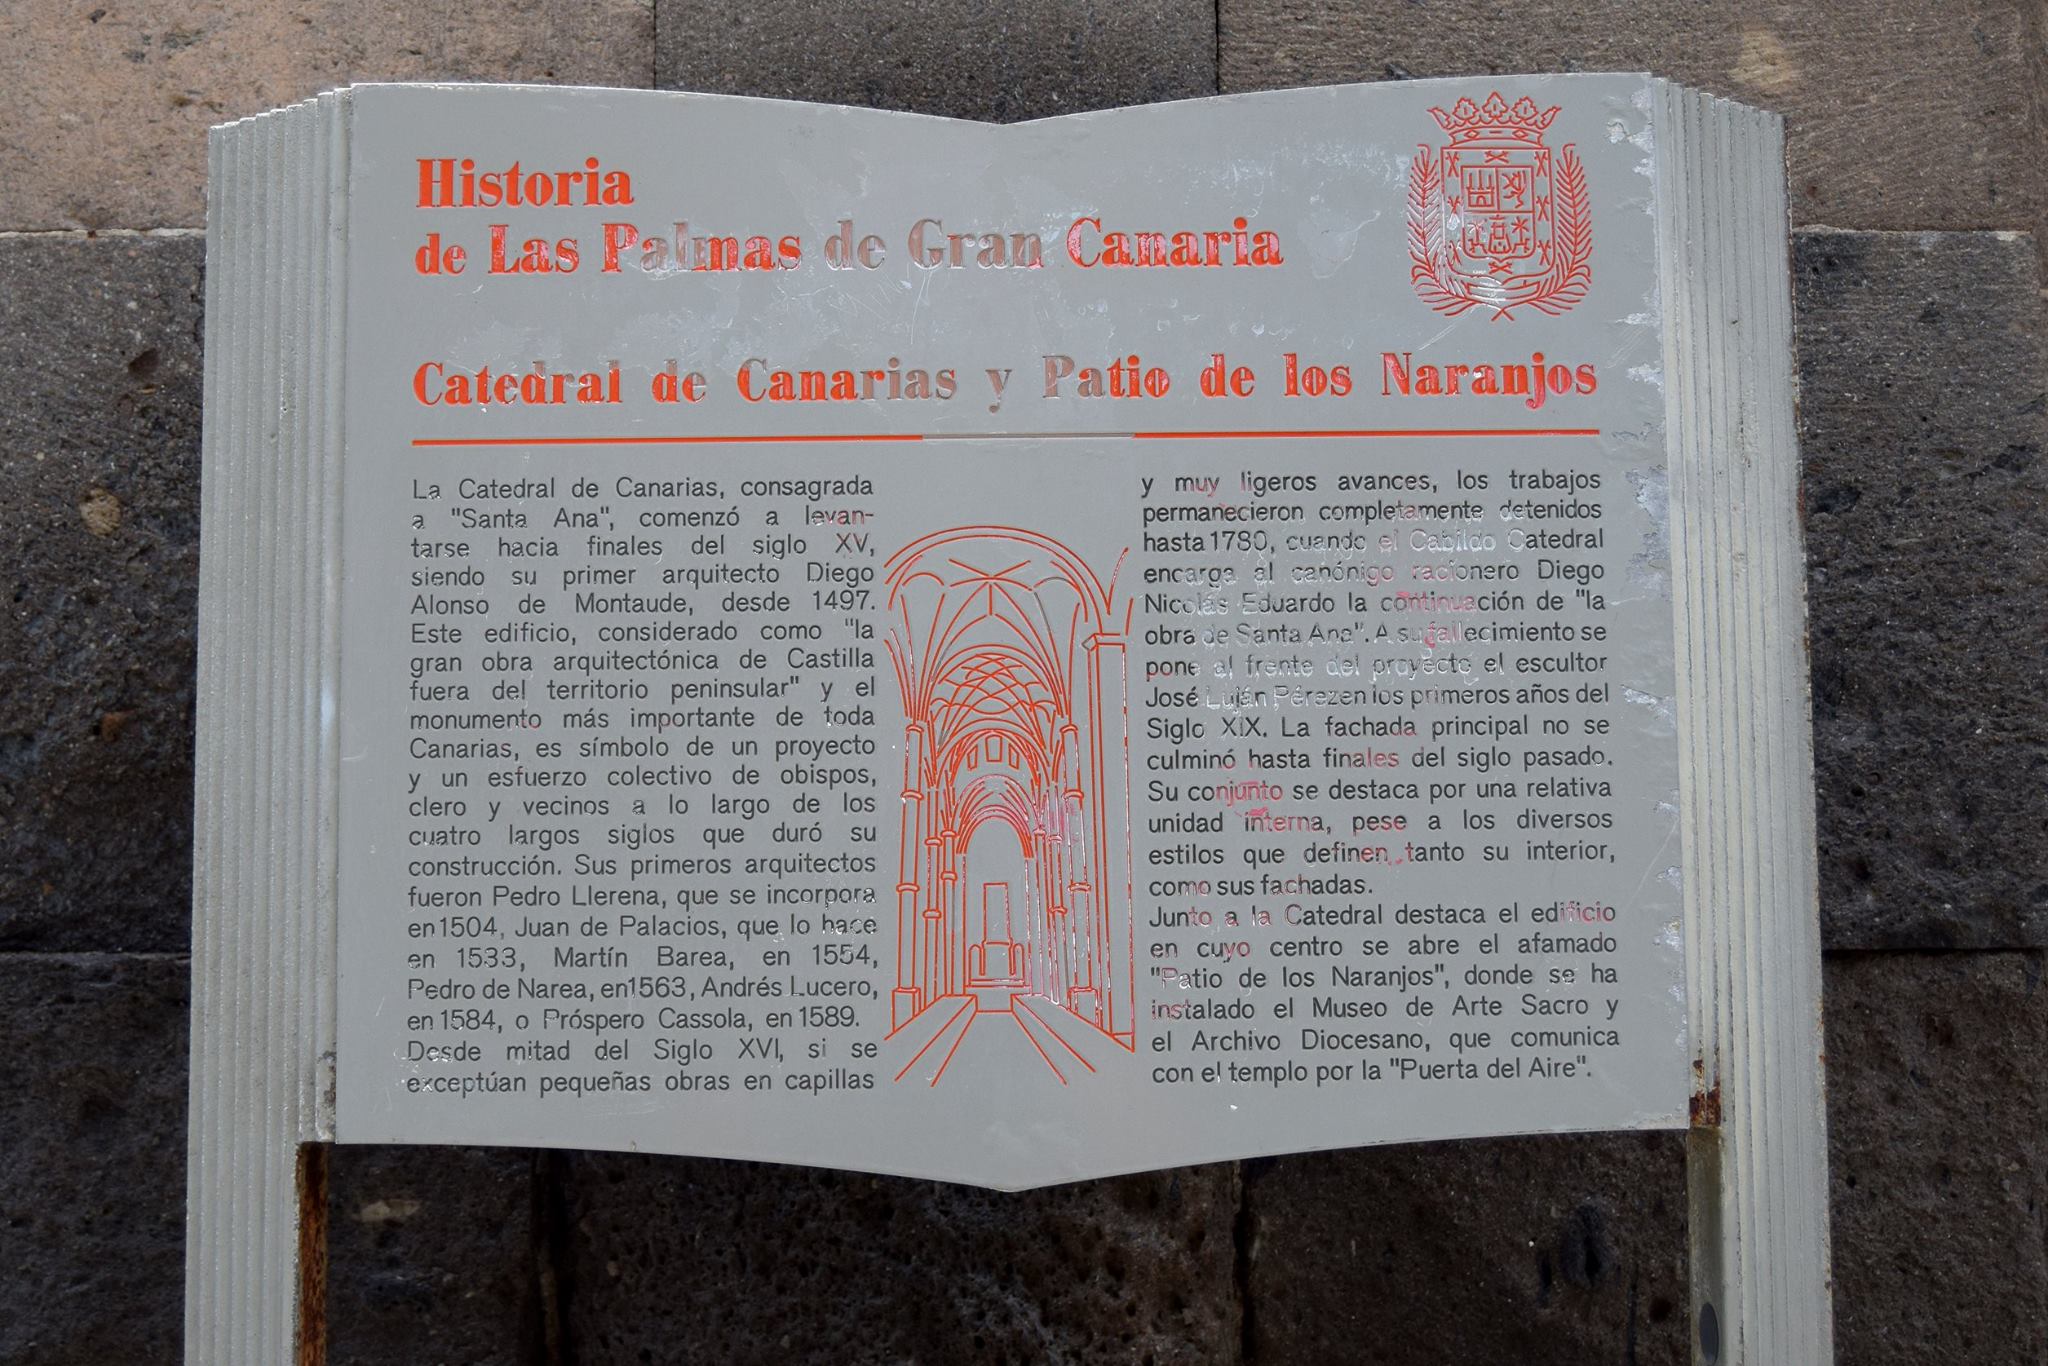 Historia
de Las Palmas de Gran Canaria
Catedral de Canarias y Patio de los Naranjos
La Catedral de Canarias, consagrada
a "Santa Ana", comenzó a levan-
tarse hacia finales del siglo XV,
siendo su primer arquitecto Diego
Alonso de Montaude, desde 1497.
Este edificio, considerado como "la
gran obra arquitectónica de Castilla
fuera del territorio peninsular" y el
monumento más importante de toda
Canarias, es símbolo de un proyecto
y un esfuerzo colectivo de obispos,
clero y vecinos a lo largo de los
cuatro largos siglos que duró su
construcción. Sus primeros arquitectos
fueron Pedro Llerena, que se incorpora
en 1504, Juan de Palacios, que lo hace
en 1533, Martín Barea, en 1554,
Pedro de Narea, en 1563, Andrés Lucero,
en 1584, o Próspero Cassola, en 1589.
Desde mitad del Siglo XVI, si se
exceptúan pequeñas obras en capillas
y muy ligeros avances, los trabajos
permanecieron completamente detenidos
hasta 1780, cuando el Cabildo Catedral
encarga al canónigo racionero Diego
Nicolás Eduardo la continuación de "la
obra de Santa Ana". A su fallecimiento se
pone al frente del proyecto el escultor
José Luján Pérezen los primeros años del
Siglo XIX. La fachada principal no se
culminó hasta finales del siglo pasado.
Su conjunto se destaca por una relativa
unidad interna, pese a los diversos
estilos que definen tanto su interior,
como sus fachadas.
Junto a la Catedral destaca el edificio
en cuyo centro se abre el afamado
"Patio de los Naranjos", donde se ha
instalado el Museo de Arte Sacro y
el Archivo Diocesano, que comunica
con el templo por la "Puerta del Aire".